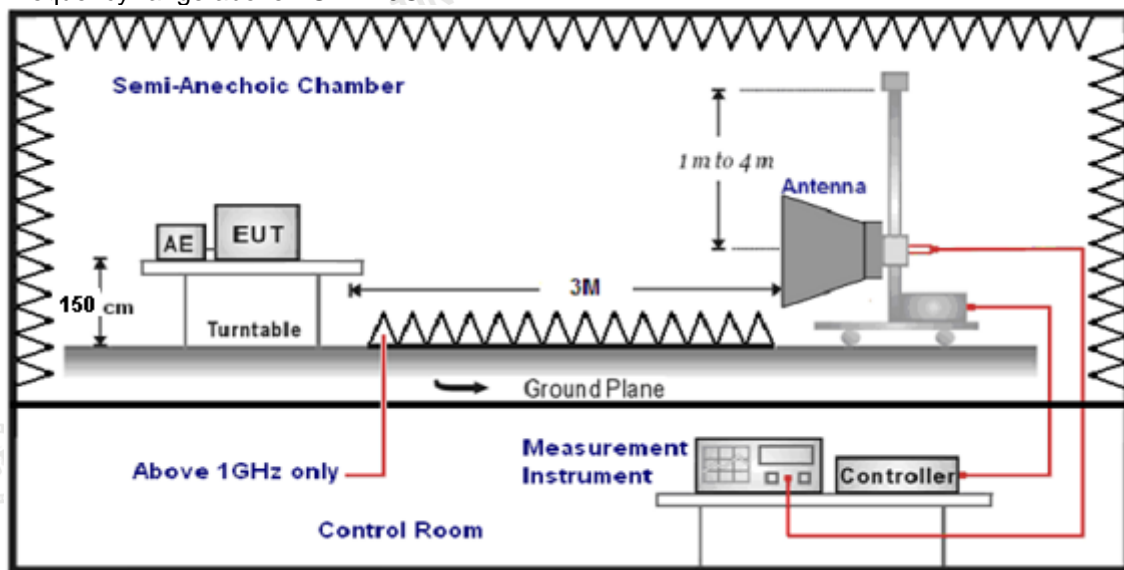 Semi-Anechoic Chamber
1 m to 4 m
Antenna
AE
EUT
150 cm
3M
Turntable
Ground Plane
Above 1GHz only
Measurement
Instrument
Controller
Control Room